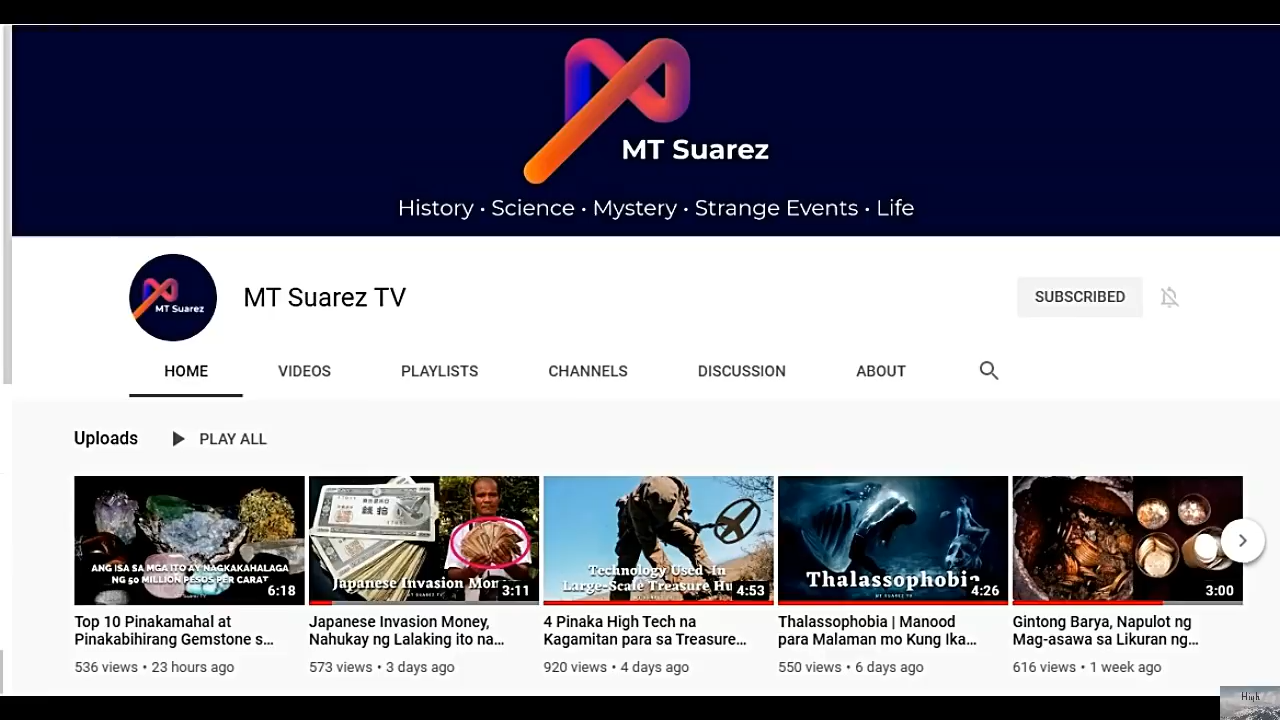 MT Suarez
History • Science • Mystery • Strange Events • Life
MT Suarez
MT Suarez TV
SUBSCRIBED
HOME VIDEOS PLAYLISTS CHANNELS DISCUSSION ABOUT
Uploads PLAY ALL
ANG ISA SA MGA ITO AY NAGKAKAHALAGA
NG 50 MILLION PESOS PER CARAT
6:18
Top 10 Pinakamahal at
Pinakabihirang Gemstone s...
536 views • 23 hours ago
Japanese Invasion Mon
3:11
Japanese Invasion Money,
Nahukay ng Lalaking ito na...
573 views • 3 days ago
Technology Used In
Large-Scale Treasure Hu
4:53
4 Pinaka High Tech na
Kagamitan para sa Treasure...
920 views • 4 days ago
Thalassophobia
4:26
Thalassophobia | Manood
para Malaman mo Kung Ika...
550 views • 6 days ago
3:00
Gintong Barya, Napulot ng
Mag-asawa sa Likuran ng...
616 views • 1 week ago
High